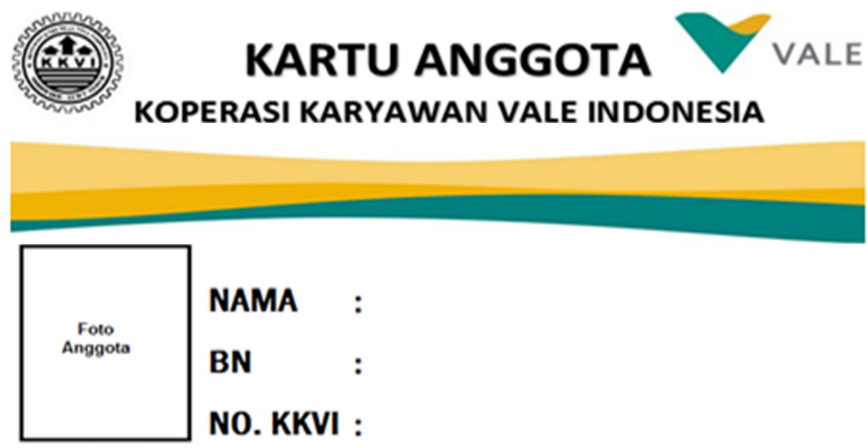 KKVI
KARTU ANGGOTA
VALE
KOPERASI KARYAWAN VALE INDONESIA
Foto
Anggota
NAMA :
BN :
NO. KKVI :